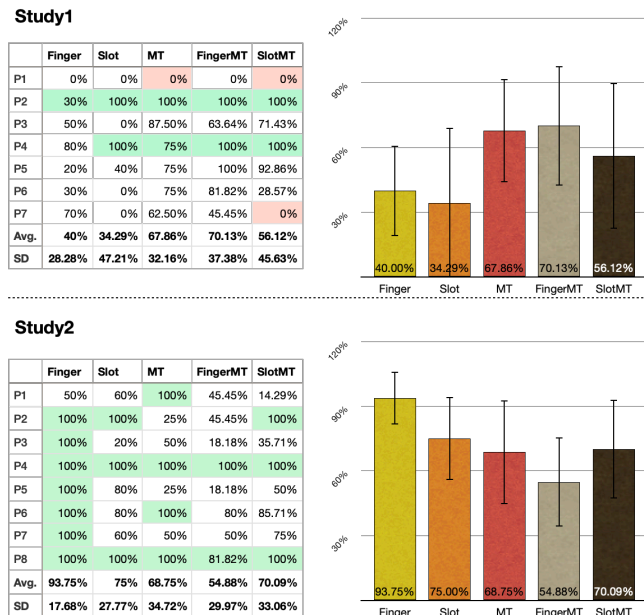 Study1
Finger Slot MT FingerMT SlotMT
P1 0% 0% 0% 0% 0%
P2 30% 100% 100% 100% 100%
P3 50% 0% 87.50% 63.64% 71.43%
P4 80% 100% 75% 100% 100%
P5 20% 40% 75% 100% 92.86%
P6 30% 0% 75% 81.82% 28.57%
P7 70% 0% 62.50% 45.45% 0%
Avg. 40% 34.29% 67.86% 70.13% 56.12%
SD 28.28% 47.21% 32.16% 37.38% 45.63%
120%
90%
60%
30%
40.00% 34.29% 67.86% 70.13% 56.12%
Finger Slot MT FingerMT SlotMT
Study2
Finger Slot MT FingerMT SlotMT
P1 50% 60% 100% 45.45% 14.29%
P2 100% 100% 25% 45.45% 100%
P3 100% 20% 50% 18.18% 35.71%
P4 100% 100% 100% 100% 100%
P5 100% 80% 25% 18.18% 50%
P6 100% 80% 100% 80% 85.71%
P7 100% 60% 50% 50% 75%
P8 100% 100% 100% 81.82% 100%
Avg. 93.75% 75% 68.75% 54.88% 70.09%
SD 17.68% 27.77% 34.72% 29.97% 33.06%
120%
90%
60%
30%
93.75% 75.00% 68.75% 54.88% 70.09%
Finger Slot MT FingerMT SlotMT